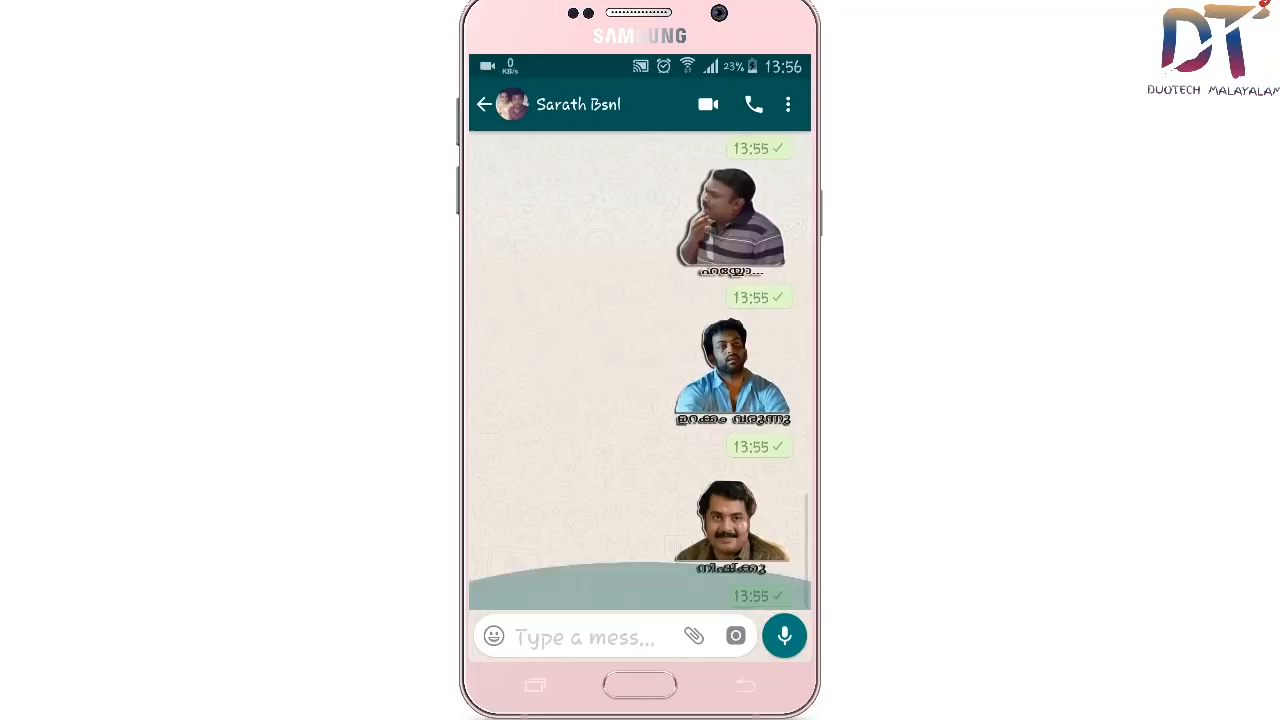 SAMSUNG
0
KB/s
23%
13:56
Sarath Bsnl
13:55
ഹയ്യോ...
13:55
ഉറക്കം വരുന്നു
13:55
നിഷ്ക്കു
13:55
Type a mess...
DT
DUOTECH MALAYALAM